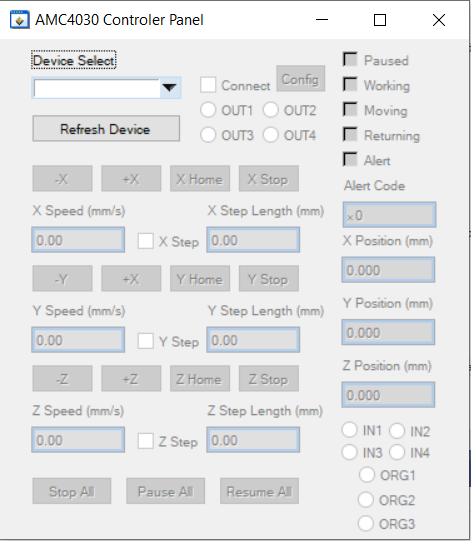 AMC4030 Controler Panel
Device Select
Connect
Config
OUT1
OUT2
Refresh Device
OUT3
OUT4
Paused
Working
Moving
Returning
Alert
-X
+X
X Home
X Stop
X Speed (mm/s)
X Step Length (mm)
0.00
X Step
0.00
-Y
+X
Y Home
Y Stop
Y Speed (mm/s)
Y Step Length (mm)
0.00
Y Step
0.00
-Z
+Z
Z Home
Z Stop
Z Speed (mm/s)
Z Step Length (mm)
0.00
Z Step
0.00
Stop All
Pause All
Resume All
Alert Code
x0
X Position (mm)
0.000
Y Position (mm)
0.000
Z Position (mm)
0.000
IN1
IN2
IN3
IN4
ORG1
ORG2
ORG3